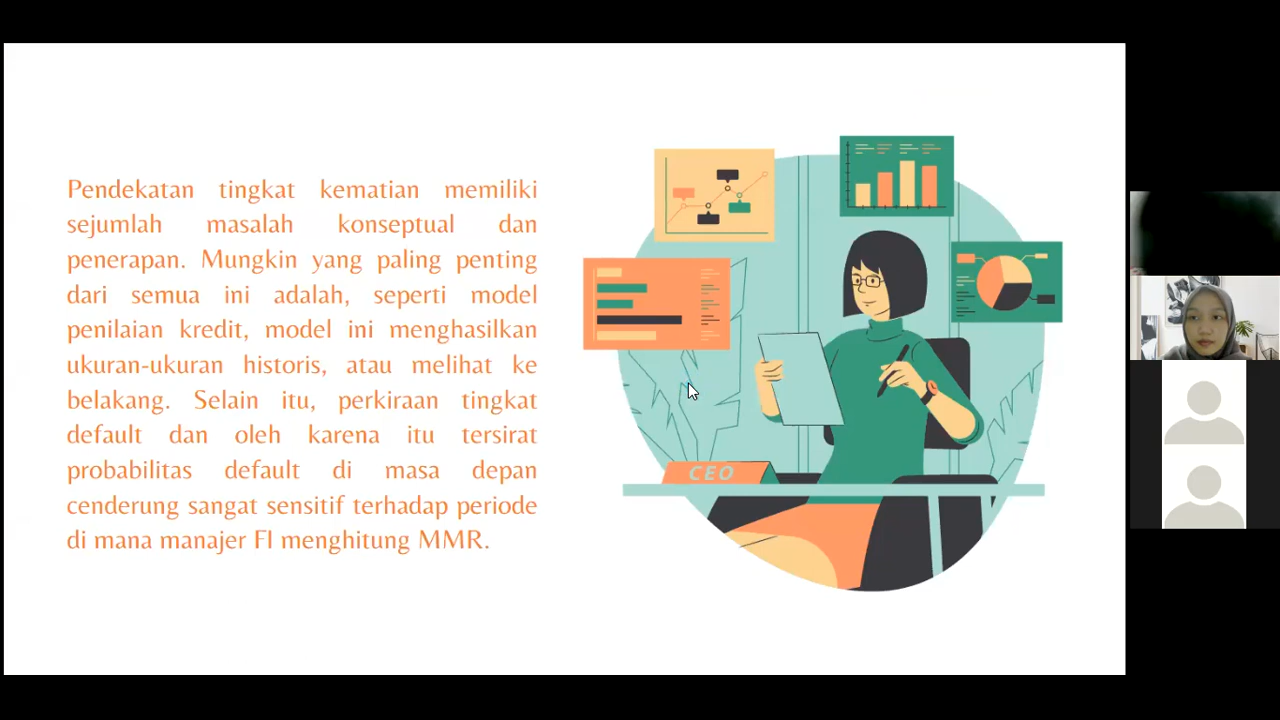 Pendekatan tingkat kematian memiliki
sejumlah masalah konseptual dan
penerapan. Mungkin yang paling penting
dari semua ini adalah, seperti model
penilaian kredit, model ini menghasilkan
ukuran-ukuran historis, atau melihat ke
belakang. Selain itu, perkiraan tingkat
default dan oleh karena itu tersirat
probabilitas default di masa depan
cenderung sangat sensitif terhadap periode
di mana manajer FI menghitung MMR.
CEO